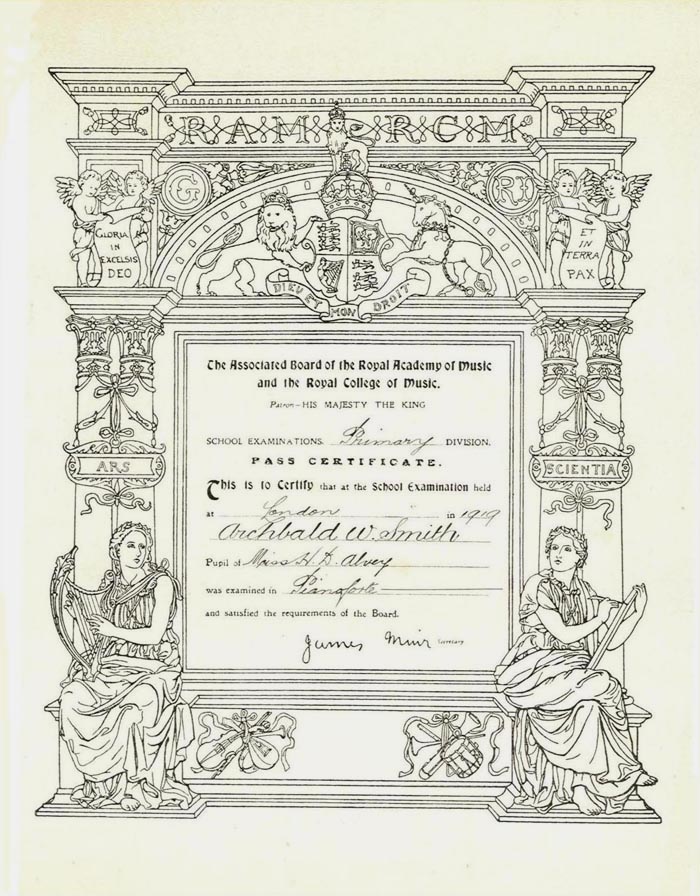 R.A.M. R.C.M.
G RI
GLORIA
IN
EXCELSIS
DEO
ET
IN
TERRA
PAX
DIEU ET MON DROIT
The Associated Board of the Royal Academy of Music
and the Royal College of Music.
Patron—HIS MAJESTY THE KING
SCHOOL EXAMINATIONS. Primary DIVISION.
PASS CERTIFICATE.
ARS
SCIENTIA
This is to Certify that at the School Examination held
at London in 1919
Archbald W. Smith
Pupil of Miss H. D. Alvey
was examined in Pianoforte
and satisfied the requirements of the Board.
James Muir Secretary